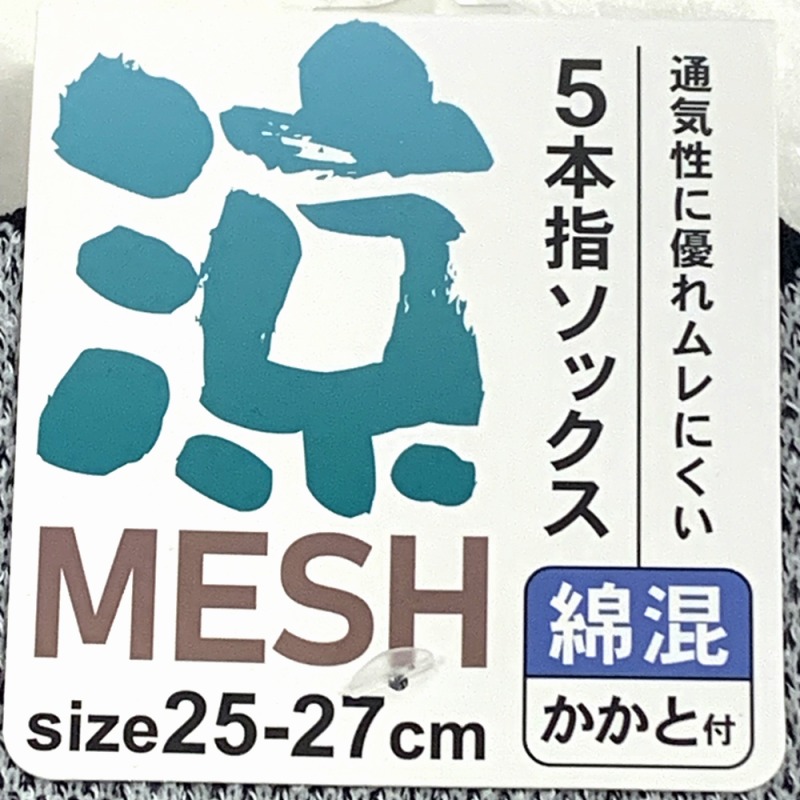 通気性に優れムレにくい
5本指ソックス
涼
MESH
size25-27cm
綿混
かかと付